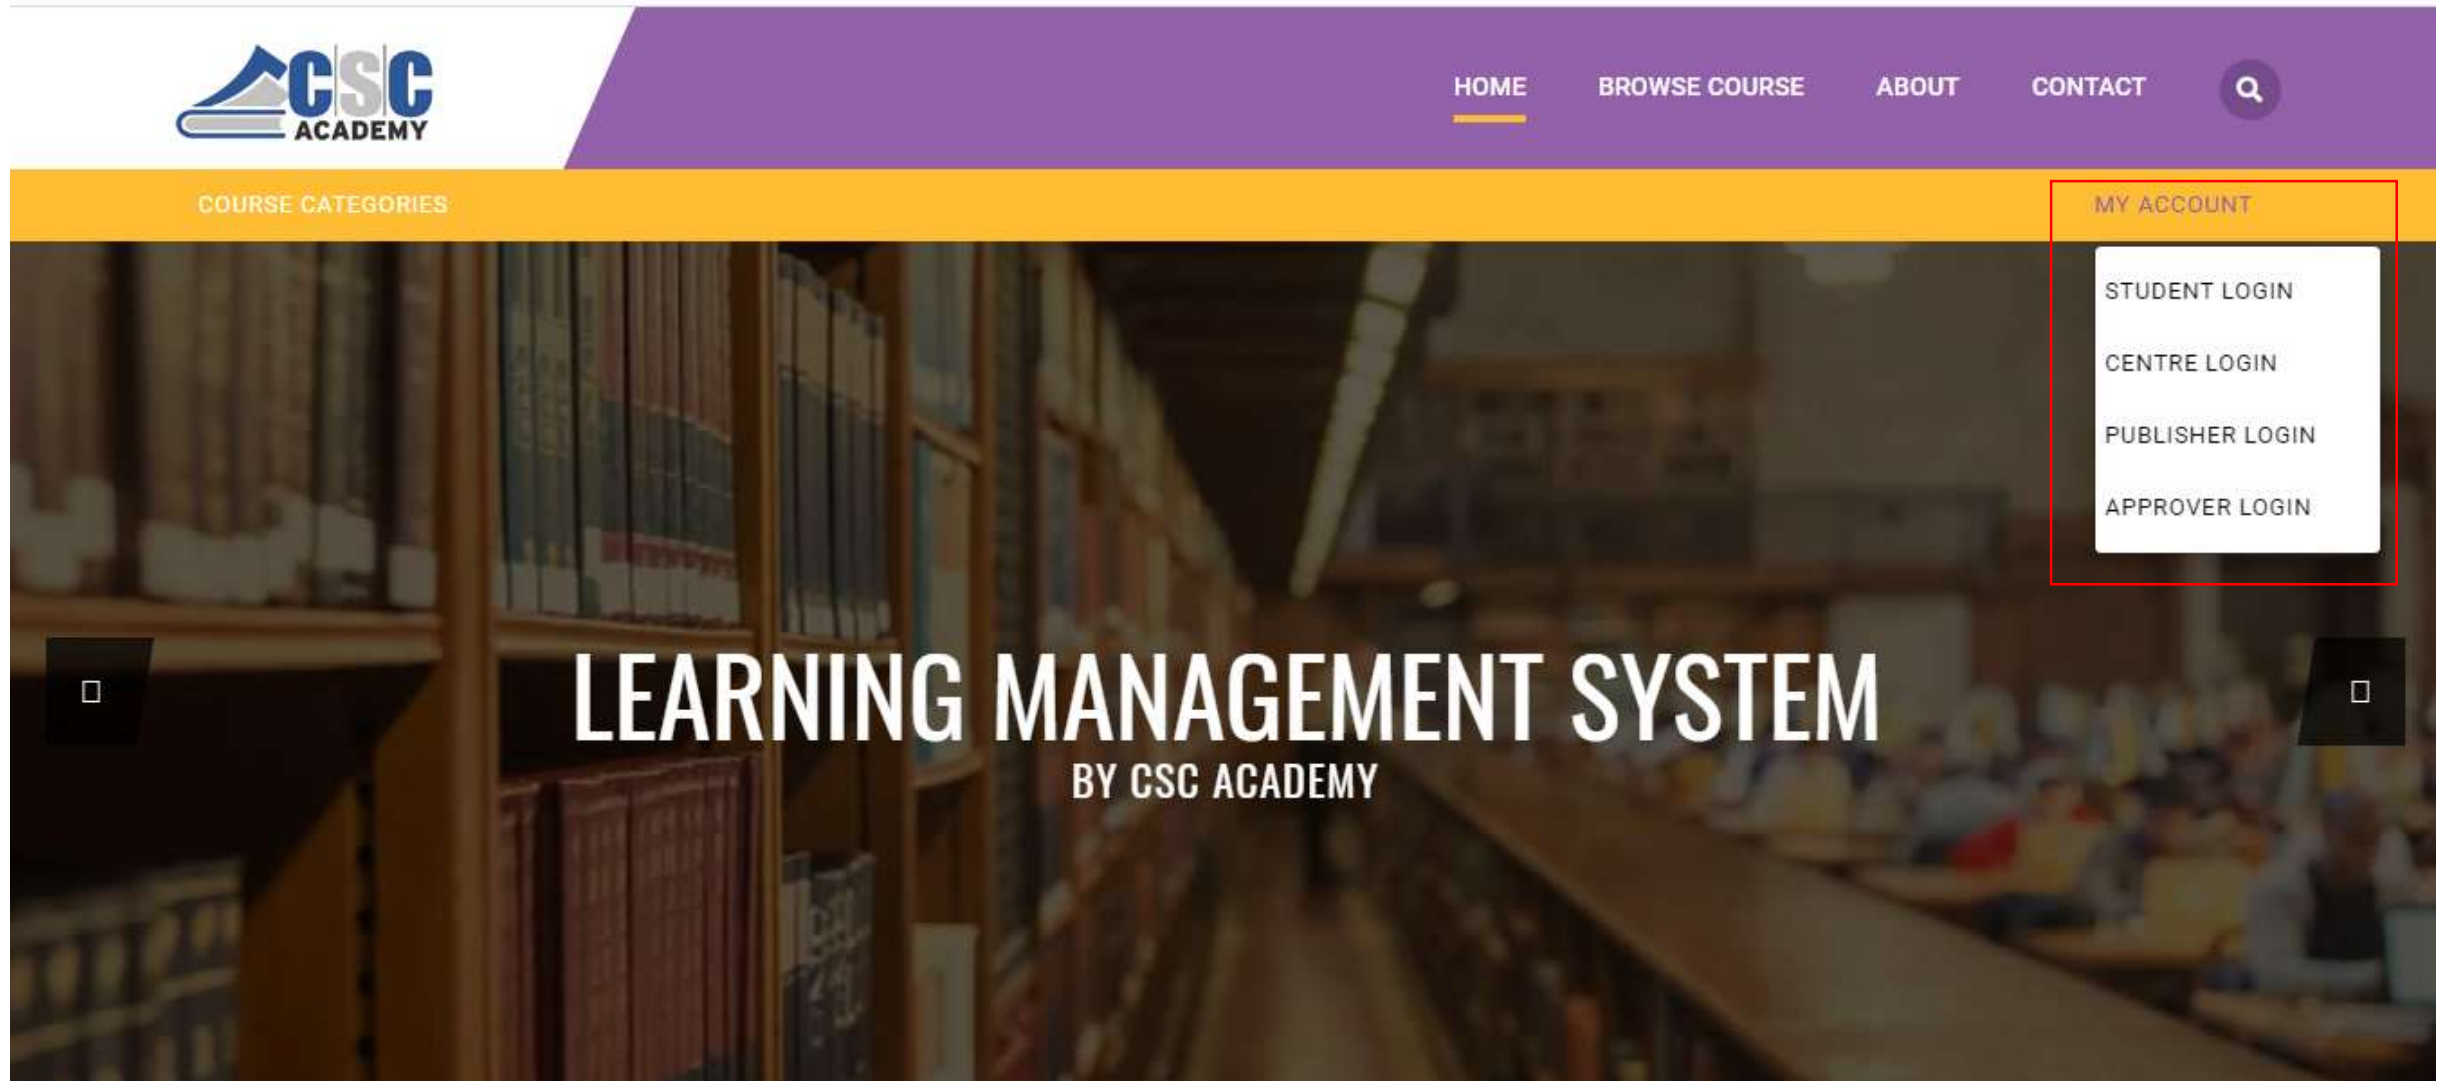 CSC
ACADEMY
HOME BROWSE COURSE ABOUT CONTACT
COURSE CATEGORIES MY ACCOUNT
STUDENT LOGIN
CENTRE LOGIN
PUBLISHER LOGIN
APPROVER LOGIN
LEARNING MANAGEMENT SYSTEM
BY CSC ACADEMY